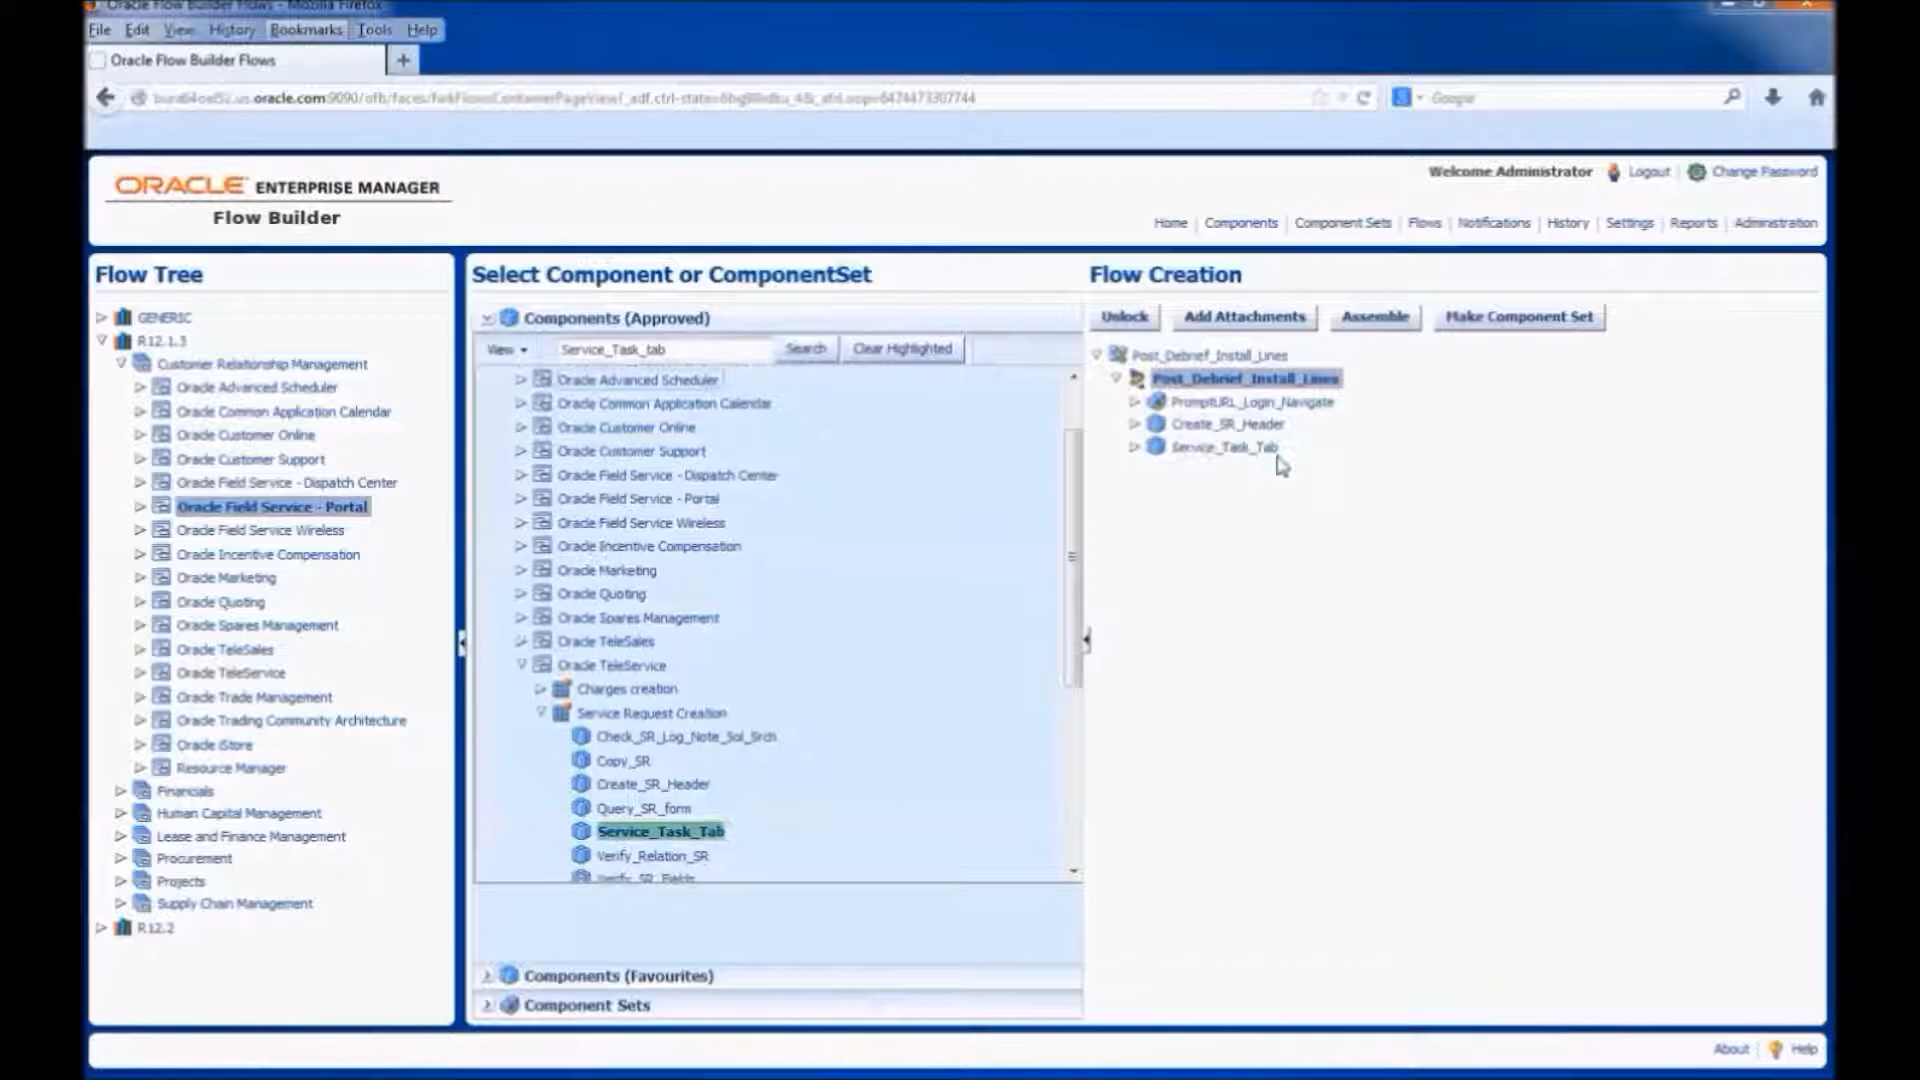 Oracle Flow Builder Flows - Mozilla Firefox
File Edit View History Bookmarks Tools Help
Oracle Flow Builder Flows
+
Google
ORACLE ENTERPRISE MANAGER
Flow Builder
Welcome Administrator Logout Change Password
Home Components Component Sets Flows Notifications History Settings Reports Administration
Flow Tree
GENERIC
R12.1.3
Customer Relationship Management
Oracle Advanced Scheduler
Oracle Common Application Calendar
Oracle Customer Online
Oracle Customer Support
Oracle Field Service - Dispatch Center
Oracle Field Service - Portal
Oracle Field Service Wireless
Oracle Incentive Compensation
Oracle Marketing
Oracle Quoting
Oracle Spares Management
Oracle TeleSales
Oracle TeleService
Oracle Trade Management
Oracle Trading Community Architecture
Oracle iStore
Resource Manager
Financials
Human Capital Management
Lease and Finance Management
Procurement
Projects
Supply Chain Management
R12.2
Select Component or ComponentSet
Components (Approved)
View Service_Task_tab Search Clear Highlighted
Oracle Advanced Scheduler
Oracle Common Application Calendar
Oracle Customer Online
Oracle Customer Support
Oracle Field Service - Dispatch Center
Oracle Field Service - Portal
Oracle Field Service Wireless
Oracle Incentive Compensation
Oracle Marketing
Oracle Quoting
Oracle Spares Management
Oracle TeleSales
Oracle TeleService
Charges creation
Service Request Creation
Check_SR_Log_Note_Sol_Srch
Copy_SR
Create_SR_Header
Query_SR_form
Service_Task_Tab
Verify_Relation_SR
Verify_SR_Fields
Components (Favourites)
Component Sets
Flow Creation
Unlock Add Attachments Assemble Make Component Set
Post_Debrief_Install_Lines
Post_Debrief_Install_Lines
PromptURL_Login_Navigate
Create_SR_Header
Service_Task_Tab
About Help